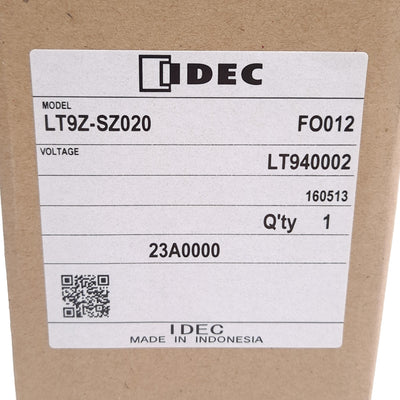 IDEC
MODEL
LT9Z-SZ020 FO012
VOLTAGE
LT940002
160513
Q'ty 1
23A0000
IDEC
MADE IN INDONESIA